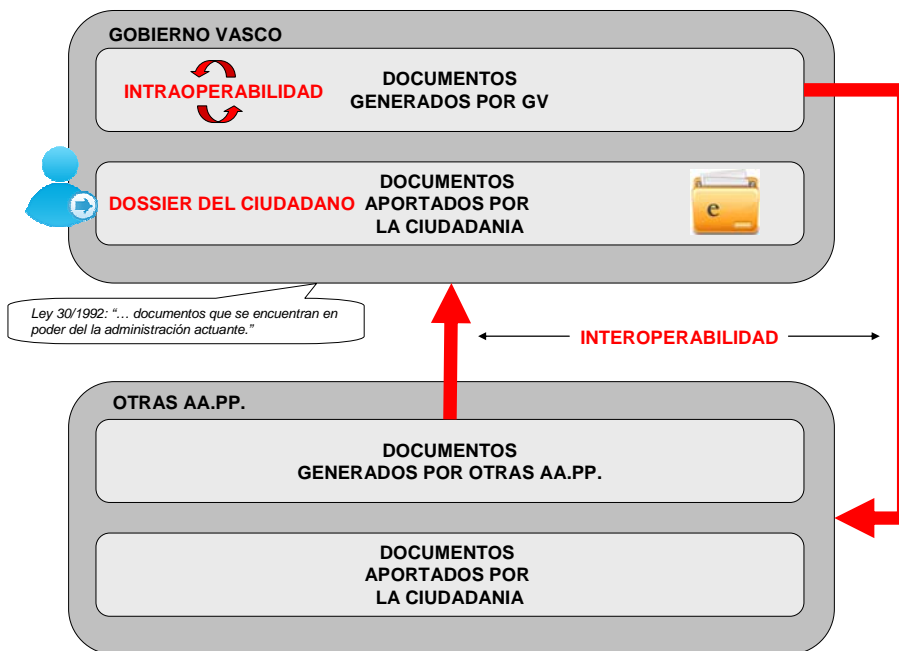 GOBIERNO VASCO
INTRAOPERABILIDAD
DOCUMENTOS
GENERADOS POR GV
DOSSIER DEL CIUDADANO
DOCUMENTOS
APORTADOS POR
LA CIUDADANIA
e
Ley 30/1992: “… documentos que se encuentran en
poder del la administración actuante.”
INTEROPERABILIDAD
OTRAS AA.PP.
DOCUMENTOS
GENERADOS POR OTRAS AA.PP.
DOCUMENTOS
APORTADOS POR
LA CIUDADANIA